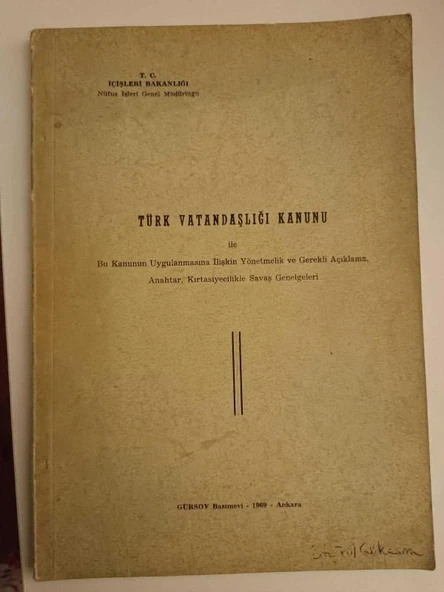 T. C.
İÇİŞLERİ BAKANLIĞI
Nüfus İşleri Genel Müdürlüğü
TÜRK VATANDAŞLIĞI KANUNU
ile
Bu Kanunun Uygulanmasına İlişkin Yönetmelik ve Gerekli Açıklama,
Anahtar, Kırtasiyecilikle Savaş Genelgeleri
GÜRSOY Basımevi - 1969 - Ankara